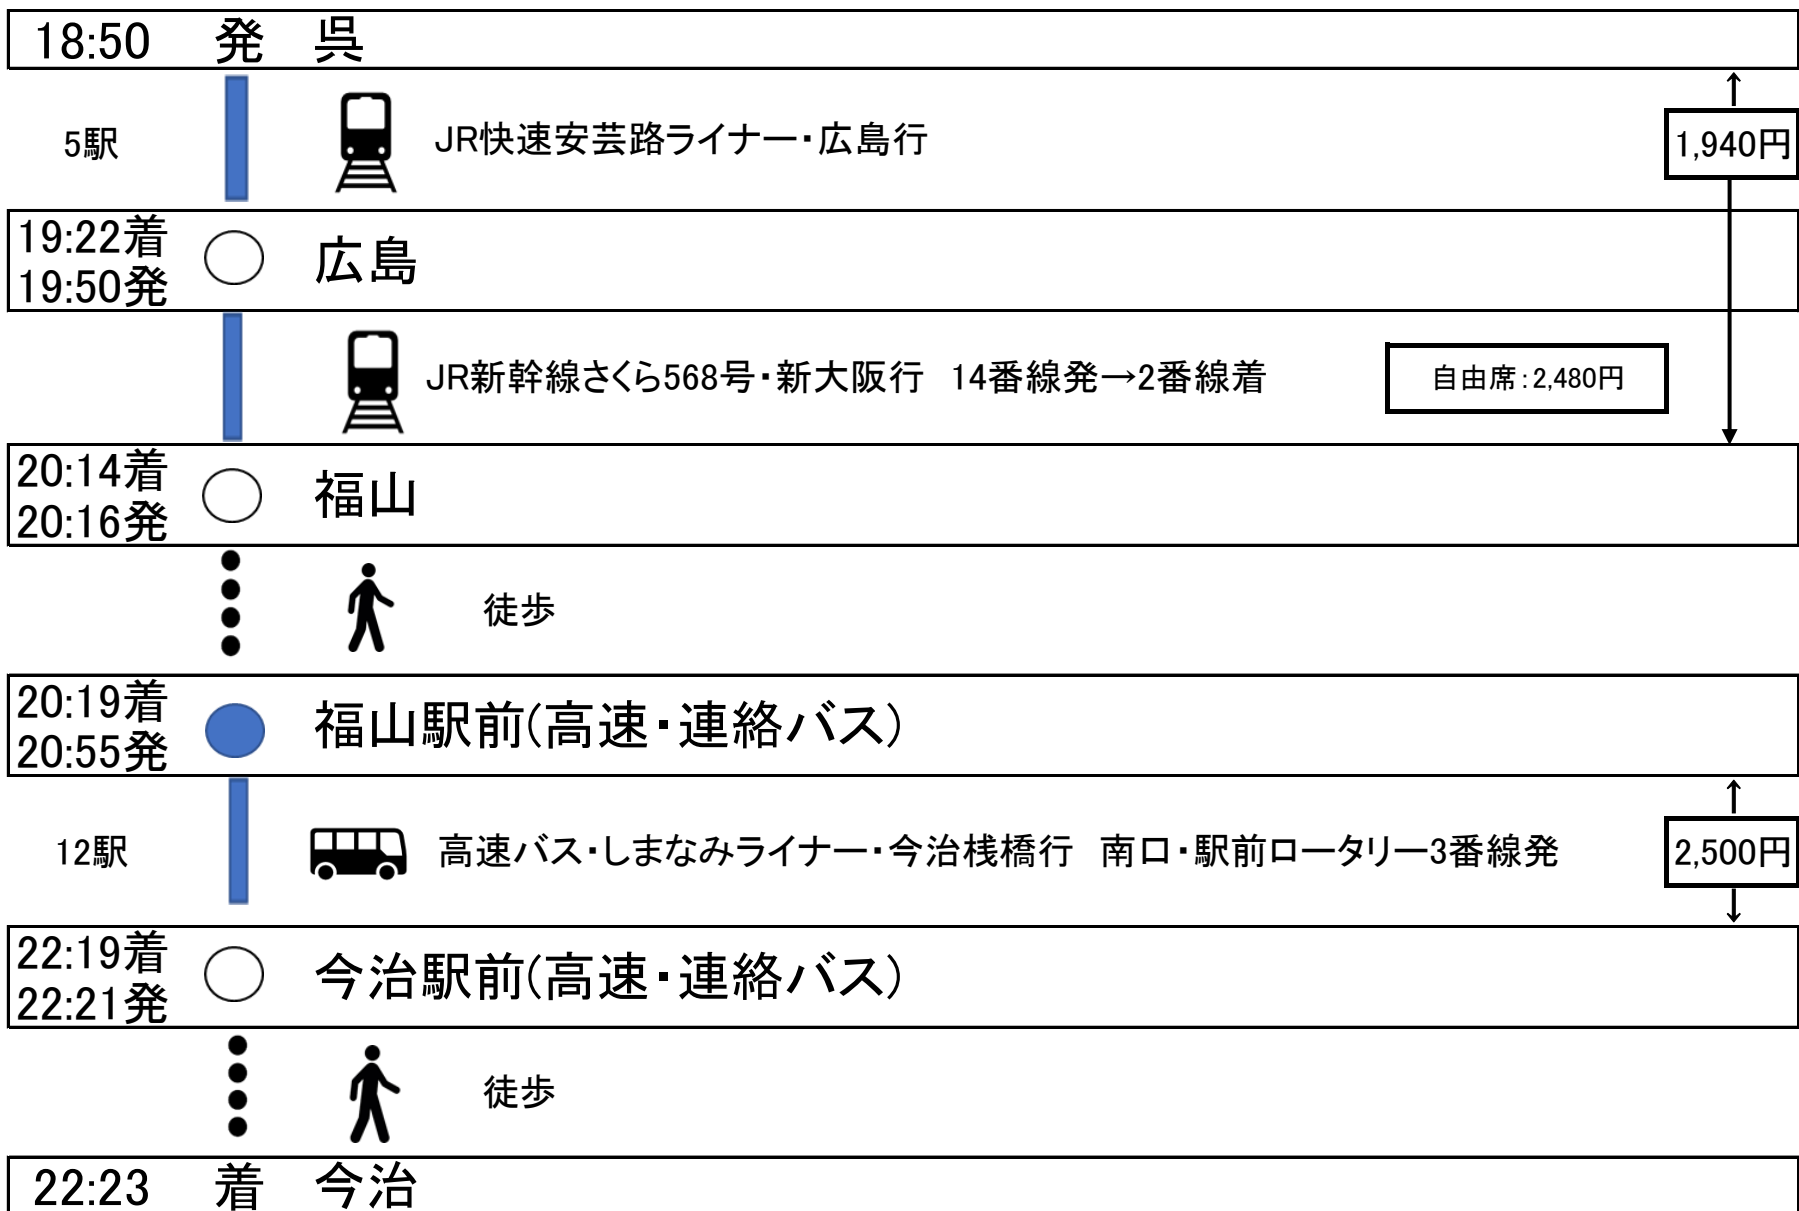 18:50 発 呉
5駅 JR快速安芸路ライナー・広島行 1,940円
19:22着
19:50発 広島
JR新幹線さくら568号・新大阪行 14番線発→2番線着 自由席：2,480円
20:14着
20:16発 福山
徒歩
20:19着
20:55発 福山駅前(高速・連絡バス)
12駅 高速バス・しまなみライナー・今治桟橋行 南口・駅前ロータリー3番線発 2,500円
22:19着
22:21発 今治駅前(高速・連絡バス)
徒歩
22:23 着 今治